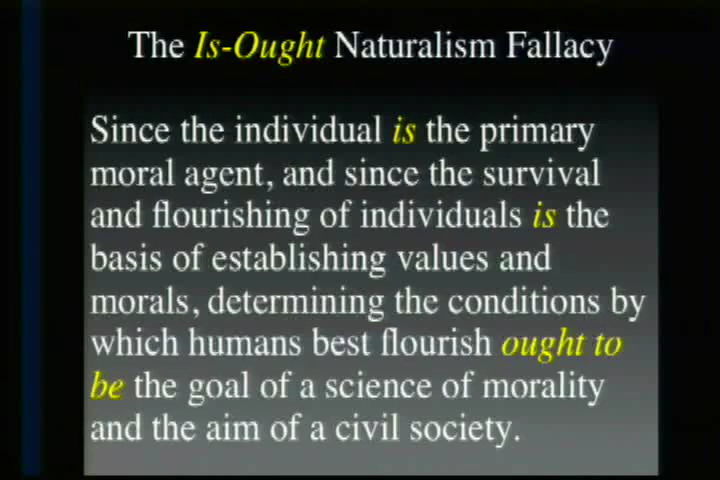 The Is-Ought Naturalism Fallacy
Since the individual is the primary
moral agent, and since the survival
and flourishing of individuals is the
basis of establishing values and
morals, determining the conditions by
which humans best flourish ought to
be the goal of a science of morality
and the aim of a civil society.